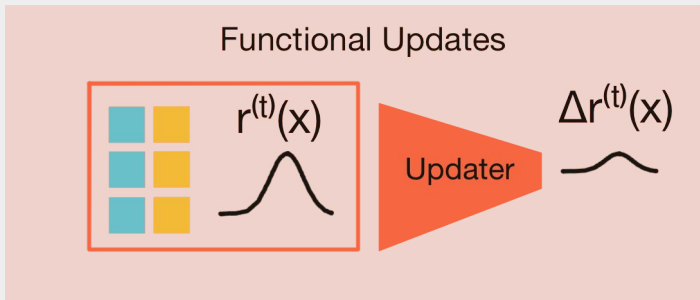 Functional Updates
r⁽ᵗ⁾(x)
Updater
Δr⁽ᵗ⁾(x)